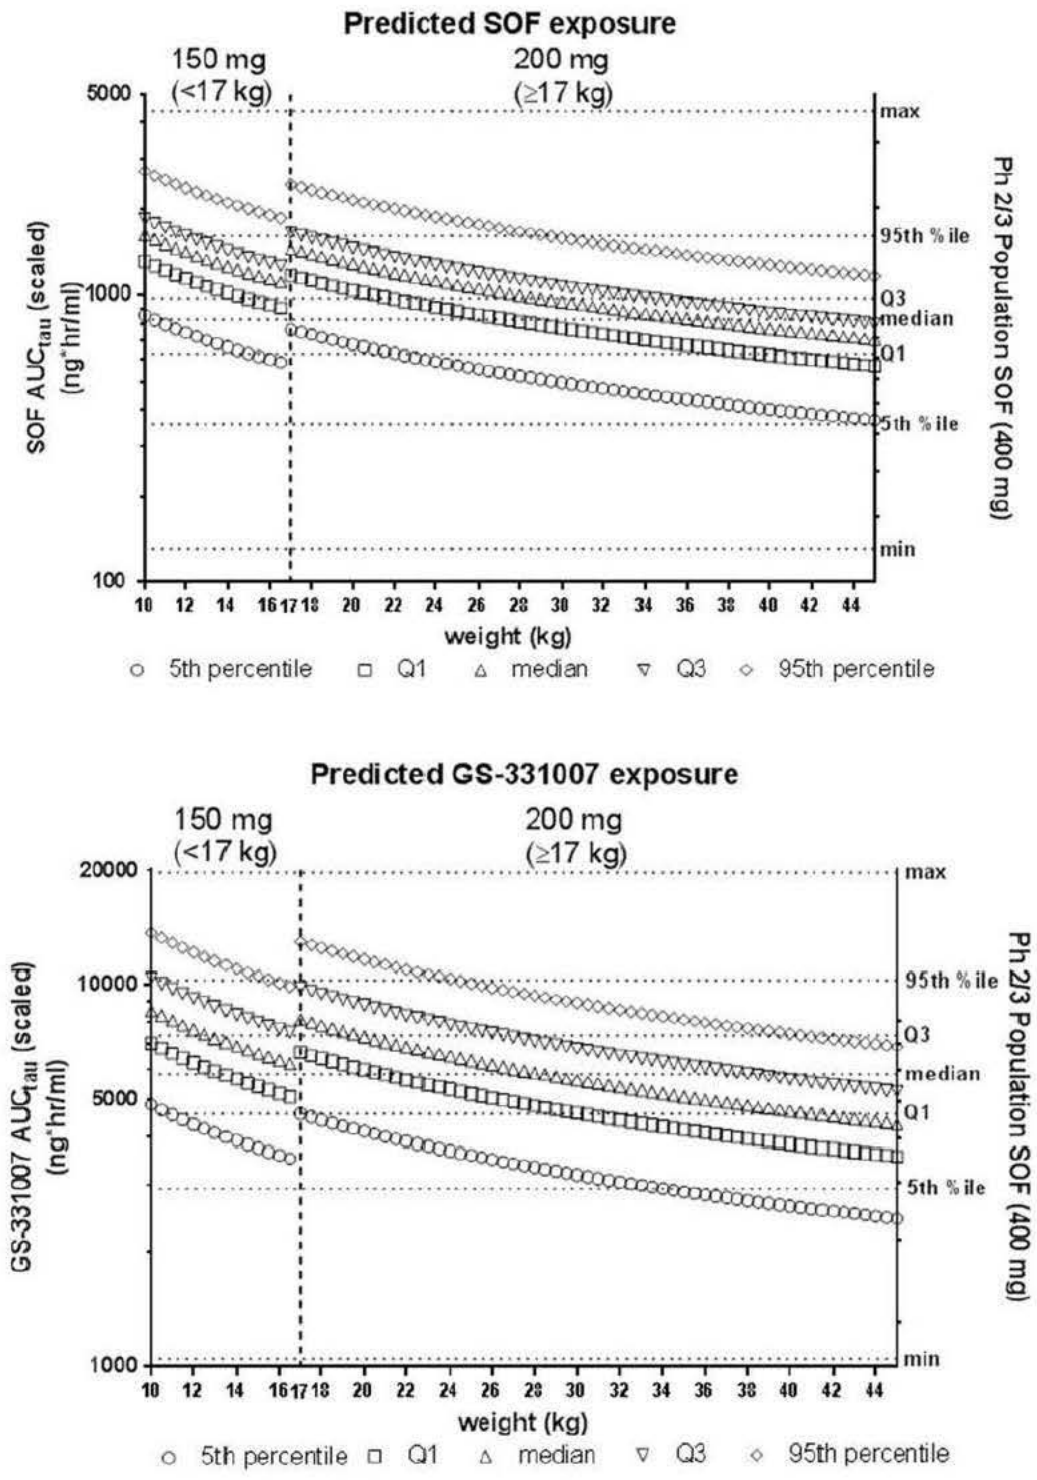 Predicted SOF exposure
150 mg
(<17 kg)
200 mg
(≥17 kg)
5000
1000
100
SOF AUCtau (scaled)
(ng*hr/ml)
max
95th %ile
Q3
median
Q1
5th %ile
min
Ph 2/3 Population SOF (400 mg)
10 12 14 16 17 18 20 22 24 26 28 30 32 34 36 38 40 42 44
weight (kg)
5th percentile Q1 median Q3 95th percentile
Predicted GS-331007 exposure
150 mg
(<17 kg)
200 mg
(≥17 kg)
20000
10000
5000
1000
GS-331007 AUCtau (scaled)
(ng*hr/ml)
max
95th %ile
Q3
median
Q1
5th %ile
min
Ph 2/3 Population SOF (400 mg)
10 12 14 16 17 18 20 22 24 26 28 30 32 34 36 38 40 42 44
weight (kg)
5th percentile Q1 median Q3 95th percentile